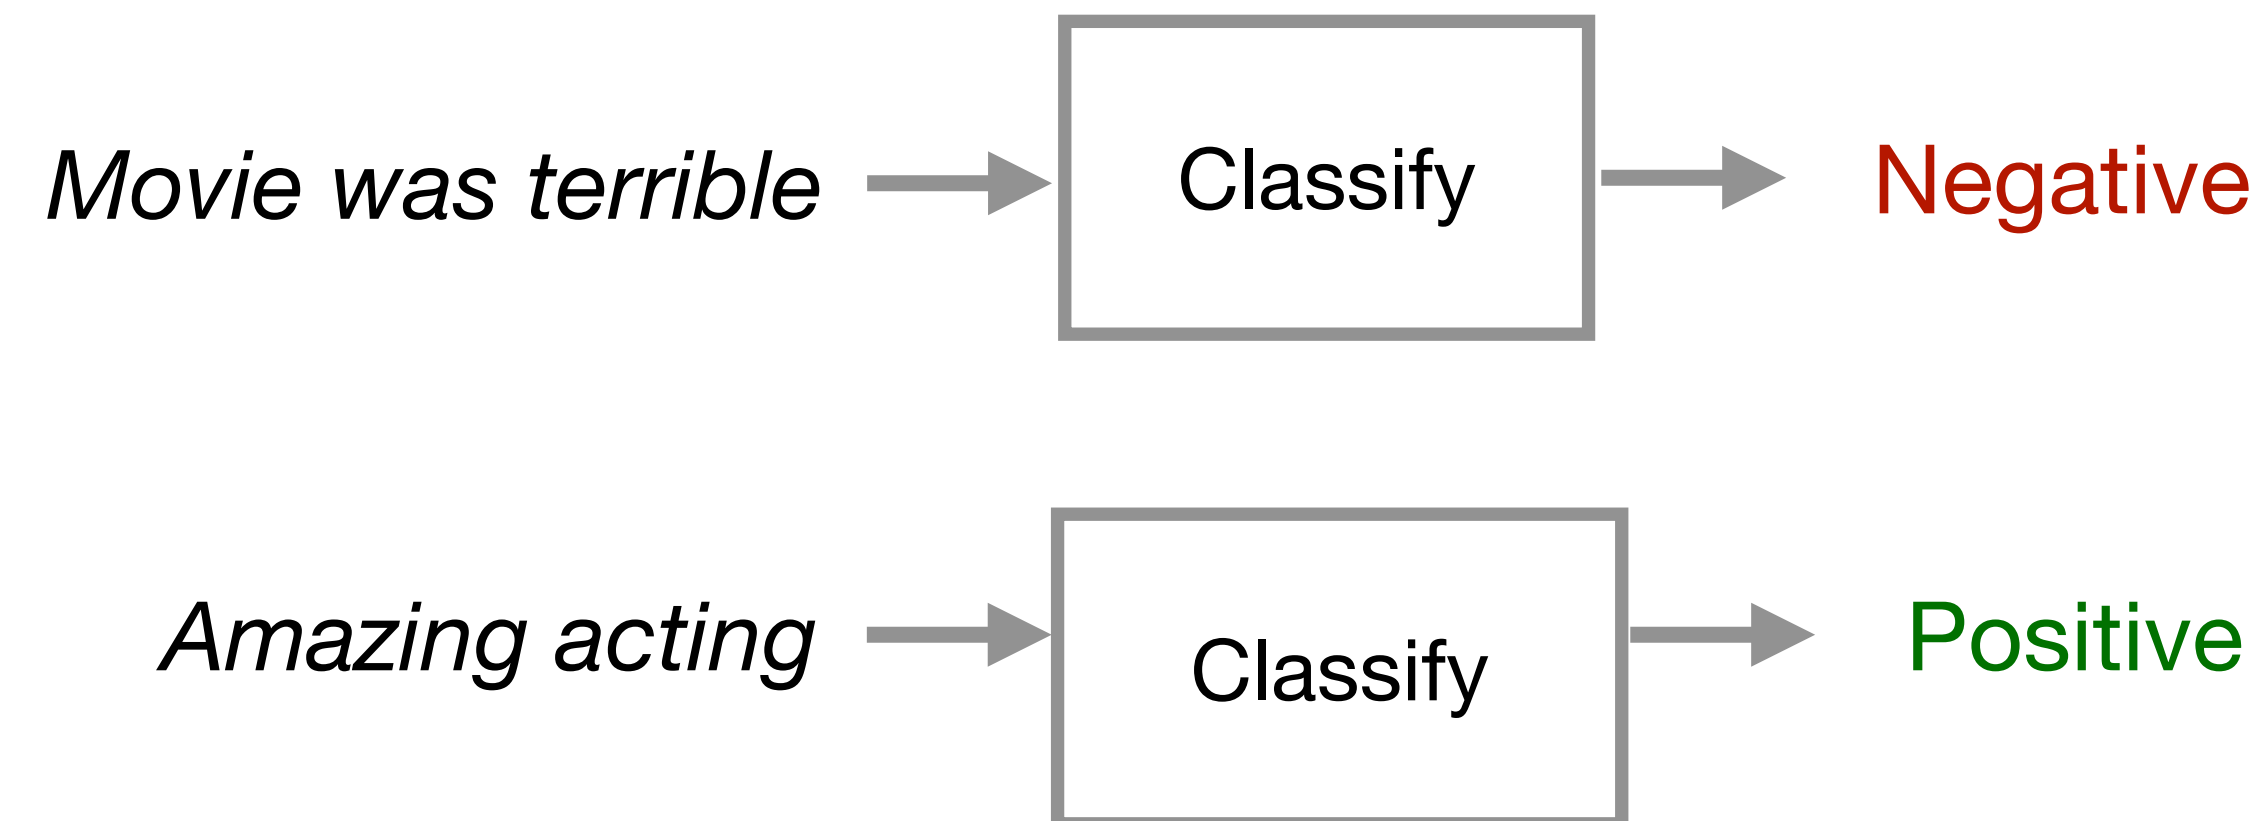 Movie was terrible
Classify
Negative
Amazing acting
Classify
Positive